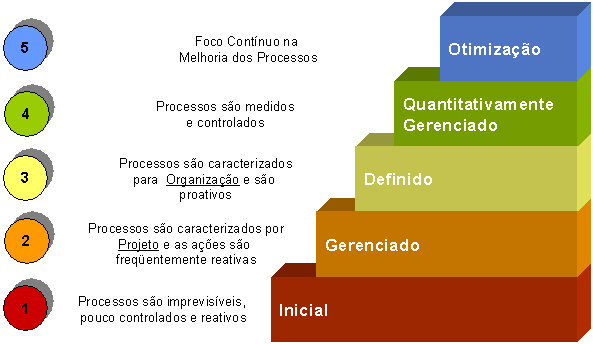 5
Foco Contínuo na
Melhoria dos Processos
Otimização
4
Processos são medidos
e controlados
Quantitativamente
Gerenciado
3
Processos são caracterizados
para Organização e são
proativos
Definido
2
Processos são caracterizados por
Projeto e as ações são
freqüentemente reativas
Gerenciado
1
Processos são imprevisíveis,
pouco controlados e reativos
Inicial